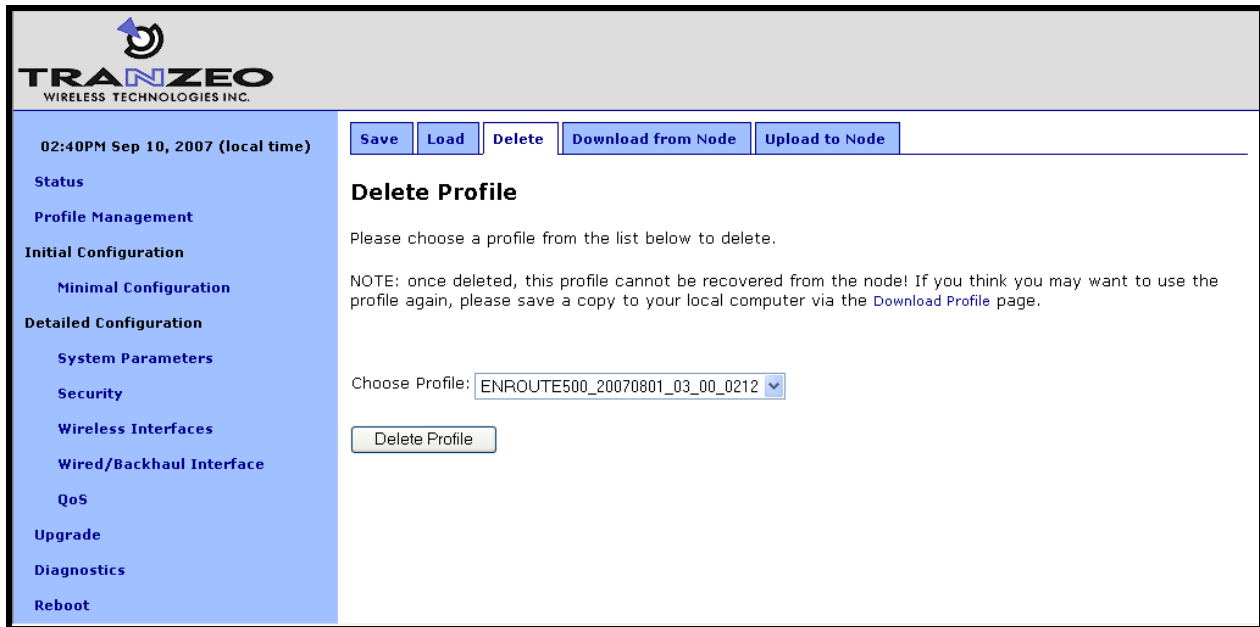 TRANZEO
WIRELESS TECHNOLOGIES INC.
02:40PM Sep 10, 2007 (local time)
Status
Profile Management
Initial Configuration
Minimal Configuration
Detailed Configuration
System Parameters
Security
Wireless Interfaces
Wired/Backhaul Interface
QoS
Upgrade
Diagnostics
Reboot
Save Load Delete Download from Node Upload to Node
Delete Profile
Please choose a profile from the list below to delete.
NOTE: once deleted, this profile cannot be recovered from the node! If you think you may want to use the
profile again, please save a copy to your local computer via the Download Profile page.
Choose Profile: ENROUTE500_20070801_03_00_0212
Delete Profile